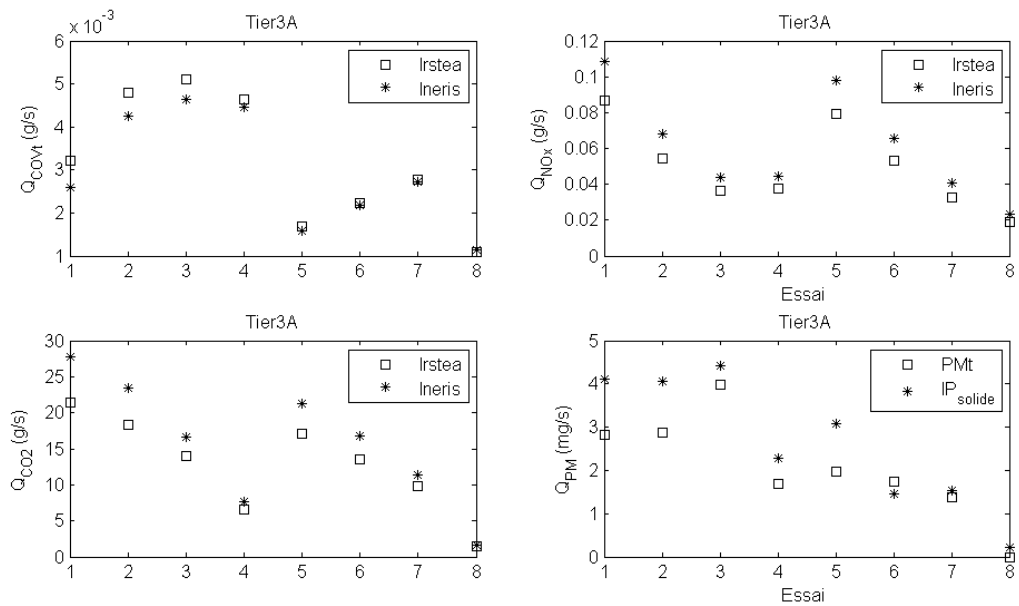 x 10⁻³
Tier3A
6
5
4
3
2
1
Q_COVt (g/s)
Irstea
Ineris
1 2 3 4 5 6 7 8
Tier3A
0.12
0.1
0.08
0.06
0.04
0.02
0
Q_NOx (g/s)
Irstea
Ineris
1 2 3 4 5 6 7 8
Essai
Tier3A
30
25
20
15
10
5
0
Q_CO2 (g/s)
Irstea
Ineris
1 2 3 4 5 6 7 8
Tier3A
5
4
3
2
1
0
Q_PM (mg/s)
PMt
IP_solide
1 2 3 4 5 6 7 8
Essai